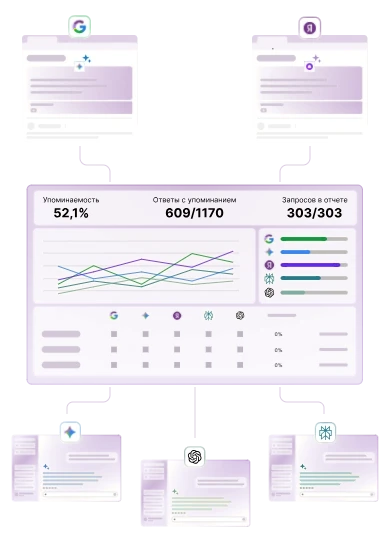 Упоминаемость
52,1%
Ответы с упоминанием
609/1170
Запросов в отчете
303/303
0%
0%
0%